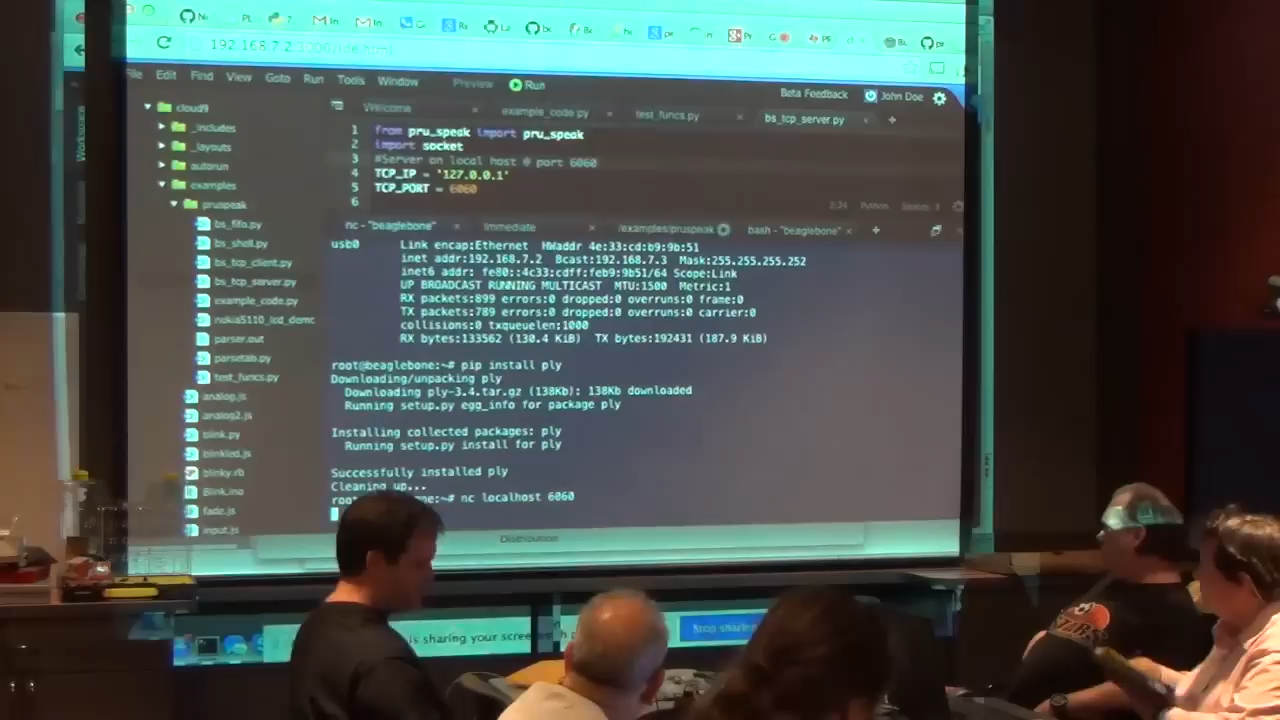 192.168.7.2:3000/ide.html
File Edit Find View Goto Run Tools Window Preview Run
Beta Feedback John Doe
Workspace
cloud9
_includes
_layouts
autorun
examples
pruspeak
bs_fifo.py
bs_shell.py
bs_tcp_client.py
bs_tcp_server.py
example_code.py
nokia5110_lcd_demo
parser.out
parsetab.py
test_funcs.py
analog.js
analog2.js
blink.py
blinkled.js
blinky.rb
Blink.ino
fade.js
input.js
Welcome example_code.py test_funcs.py bs_tcp_server.py
1 from pru_speak import pru_speak
2 import socket
3 #Server on local host @ port 6060
4 TCP_IP = '127.0.0.1'
5 TCP_PORT = 6060
6
Python
nc - "beaglebone" Immediate /examples/pruspeak bash - "beaglebone"
usb0 Link encap:Ethernet HWaddr 4e:33:cd:b9:9b:51
inet addr:192.168.7.2 Bcast:192.168.7.3 Mask:255.255.255.252
inet6 addr: fe80::4c33:cdff:feb9:9b51/64 Scope:Link
UP BROADCAST RUNNING MULTICAST MTU:1500 Metric:1
RX packets:899 errors:0 dropped:0 overruns:0 frame:0
TX packets:789 errors:0 dropped:0 overruns:0 carrier:0
collisions:0 txqueuelen:1000
RX bytes:133562 (130.4 KiB) TX bytes:192431 (187.9 KiB)
root@beaglebone:~# pip install ply
Downloading/unpacking ply
Downloading ply-3.4.tar.gz (138Kb): 138Kb downloaded
Running setup.py egg_info for package ply
Installing collected packages: ply
Running setup.py install for ply
Successfully installed ply
Cleaning up...
bone:~# nc localhost 6060
Distribution
is sharing your screen
Stop sharing